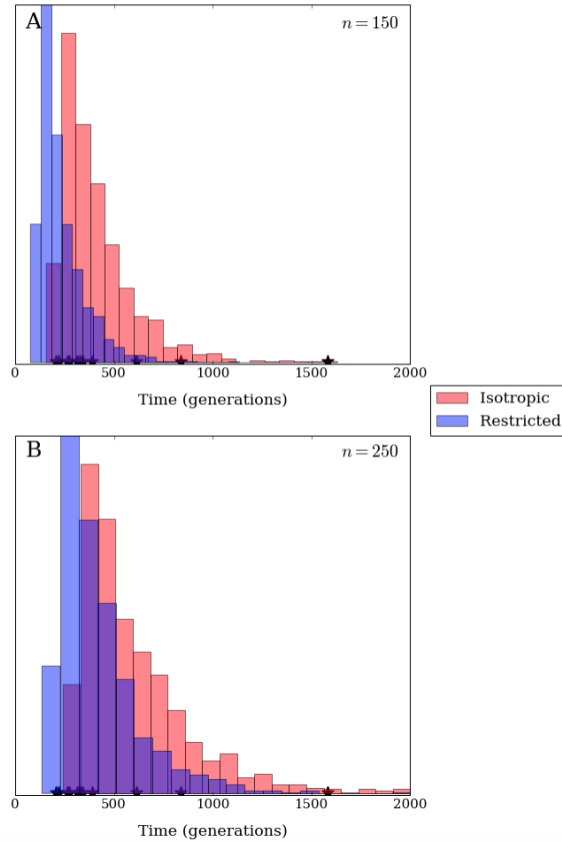 A
n = 150
0 500 1000 1500 2000
Time (generations)
Isotropic
Restricted
B
n = 250
0 500 1000 1500 2000
Time (generations)